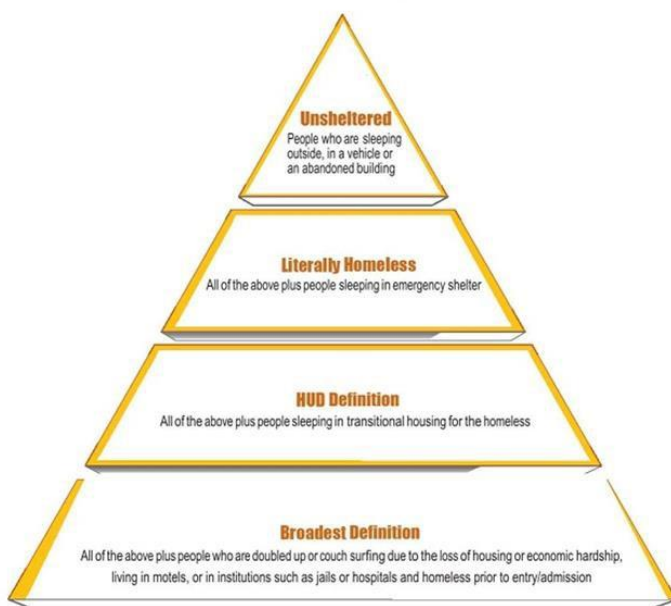 Unsheltered
People who are sleeping
outside, in a vehicle or
an abandoned building
Literally Homeless
All of the above plus people sleeping in emergency shelter
HUD Definition
All of the above plus people sleeping in transitional housing for the homeless
Broadest Definition
All of the above plus people who are doubled up or couch surfing due to the loss of housing or economic hardship,
living in motels, or in institutions such as jails or hospitals and homeless prior to entry/admission